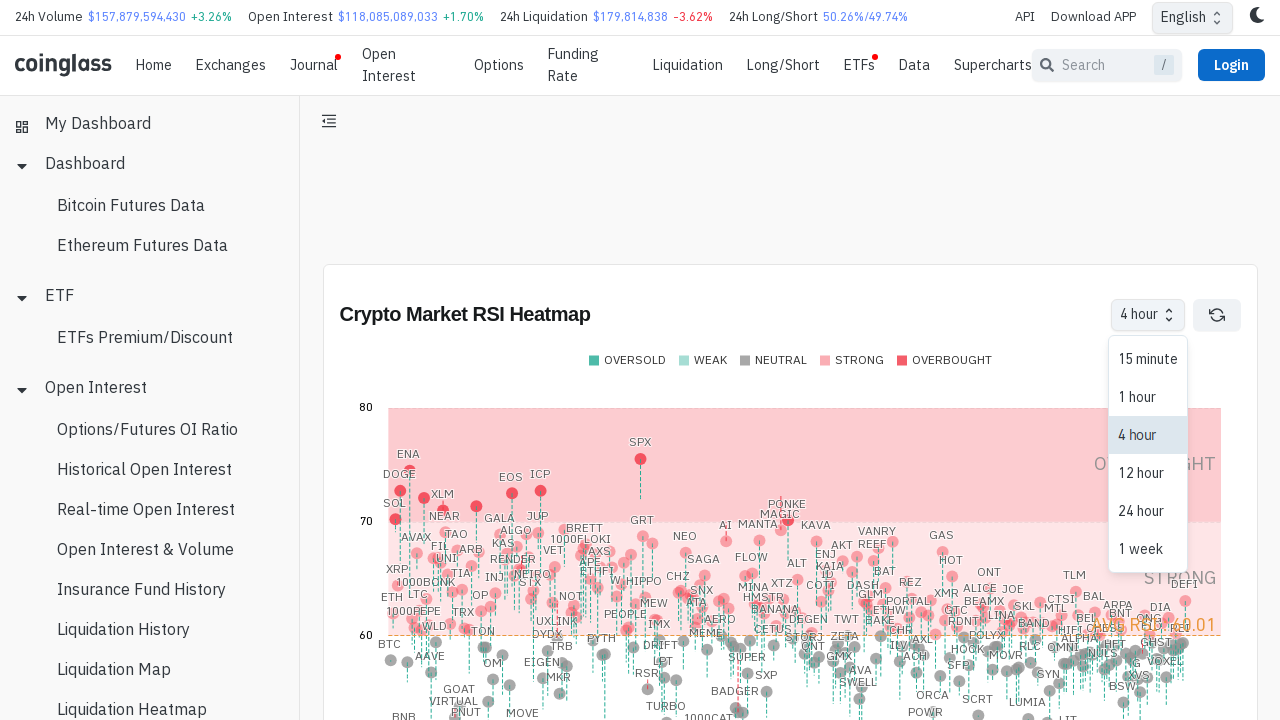 24h Volume $157,879,594,430 +3.26% Open Interest $118,085,089,033 +1.70% 24h Liquidation $179,814,838 -3.62% 24h Long/Short 50.26%/49.74% API Download APP English
coinglass Home Exchanges Journal Open Interest Options Funding Rate Liquidation Long/Short ETFs Data Supercharts Search / Login
My Dashboard
Dashboard
Bitcoin Futures Data
Ethereum Futures Data
ETF
ETFs Premium/Discount
Open Interest
Options/Futures OI Ratio
Historical Open Interest
Real-time Open Interest
Open Interest & Volume
Insurance Fund History
Liquidation History
Liquidation Map
Liquidation Heatmap
Crypto Market RSI Heatmap 4 hour
15 minute
1 hour
4 hour
12 hour
24 hour
1 week
OVERSOLD WEAK NEUTRAL STRONG OVERBOUGHT
80
SPX
ENA
DOGE EOS ICP
XLM
SOL PONKE
70 NEAR GALA JUP GRT MAGIC
AI MANTA KAVA
AVAX TAO ALGO BRETT NEO VANRY GAS
FIL ARB KAS 1000FLOKI AKT REEF
UNI RENDER VET AXS SAGA FLOW ENJ HOT
XRP TIA INJ NEIRO APE ETHFI CHZ ALT KAIA BAT ONT TLM
1000BONK STX W HIPPO MINA XTZ COTI DASH REZ STRONG
ETH LTC OP NOT MEW SNX HMSTR GLM XMR ALICE JOE BAL DEFI
1000PEPE TRX PEOPLE ATA BANANA ETHW PORTAL BEAMX CTSI ARPA DIA
WLD TON UXLINK IMX AERO DEGEN TWT BAKE GTC LINA SKL MTL BEL BNT
60 DYDX PYTH MEME CETUS STORJ ZETA CHR PDNT POLYX BAND HIFI
BTC TRB DRIFT QNT ILV AXL HOOK RLC OMNI ALPHA GHST
AAVE OM EIGEN LPT SUPER GMX ACH SFP MOVR NULS VOXEL
MKR RSR SXP AVA SYN XVS
GOAT BADGER SWELL ORCA SCRT BSW
VIRTUAL TURBO LUMIA
BNB PNUT MOVE 1000CAT POWR LIT